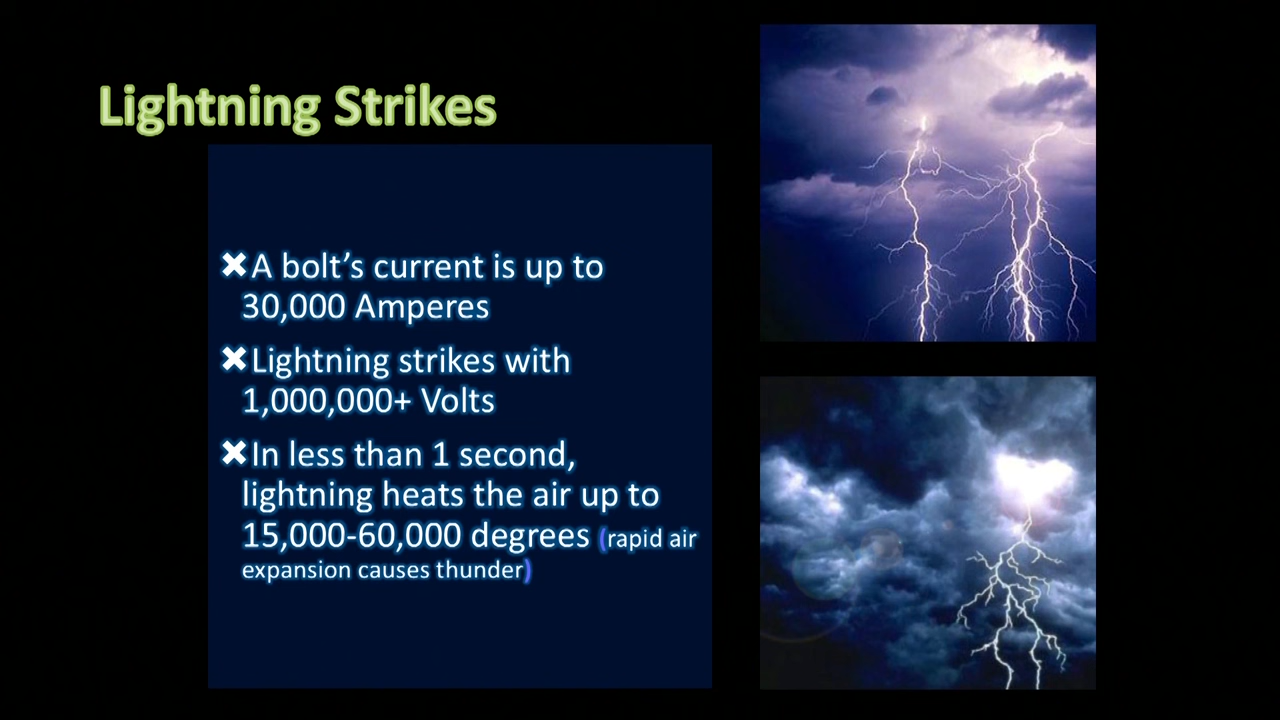 Lightning Strikes
✖A bolt’s current is up to
30,000 Amperes
✖Lightning strikes with
1,000,000+ Volts
✖In less than 1 second,
lightning heats the air up to
15,000-60,000 degrees (rapid air
expansion causes thunder)